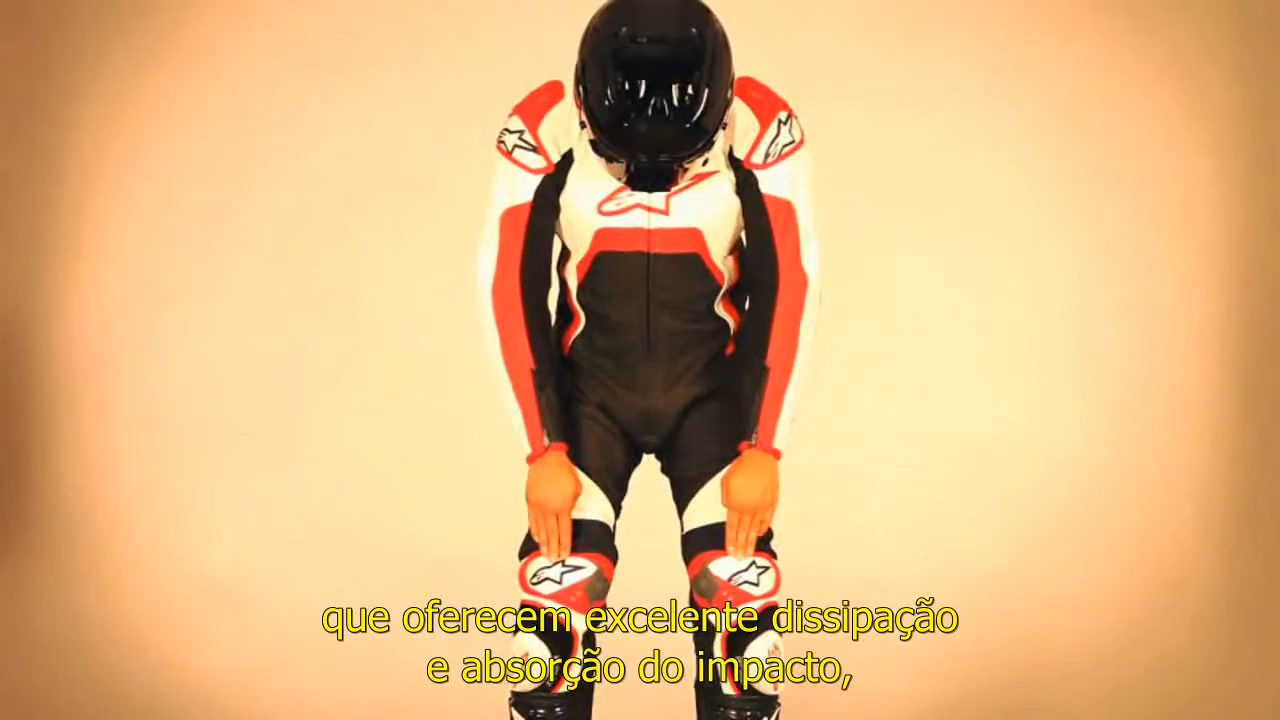 que oferecem excelente dissipação
e absorção do impacto,